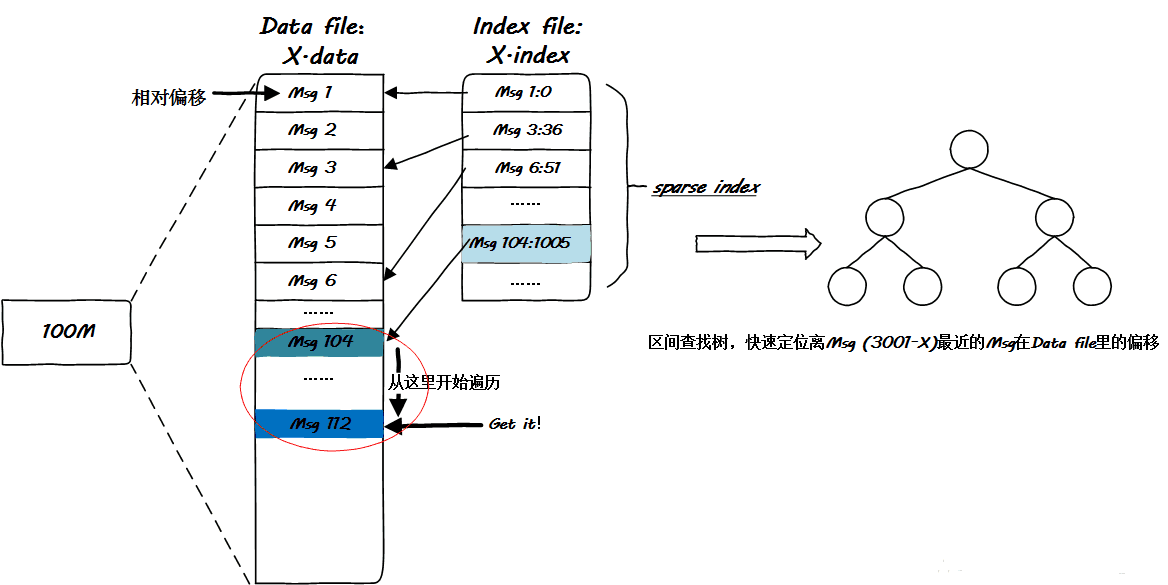 Data file:
X·data
Index file:
X·index
相对偏移
Msg 1
Msg 2
Msg 3
Msg 4
Msg 5
Msg 6
......
Msg 104
......
Msg 112
Msg 1:0
Msg 3:36
Msg 6:51
......
Msg 104:1005
......
sparse index
100M
从这里开始遍历
Get it!
区间查找树，快速定位离Msg (3001-X)最近的Msg在Data file里的偏移